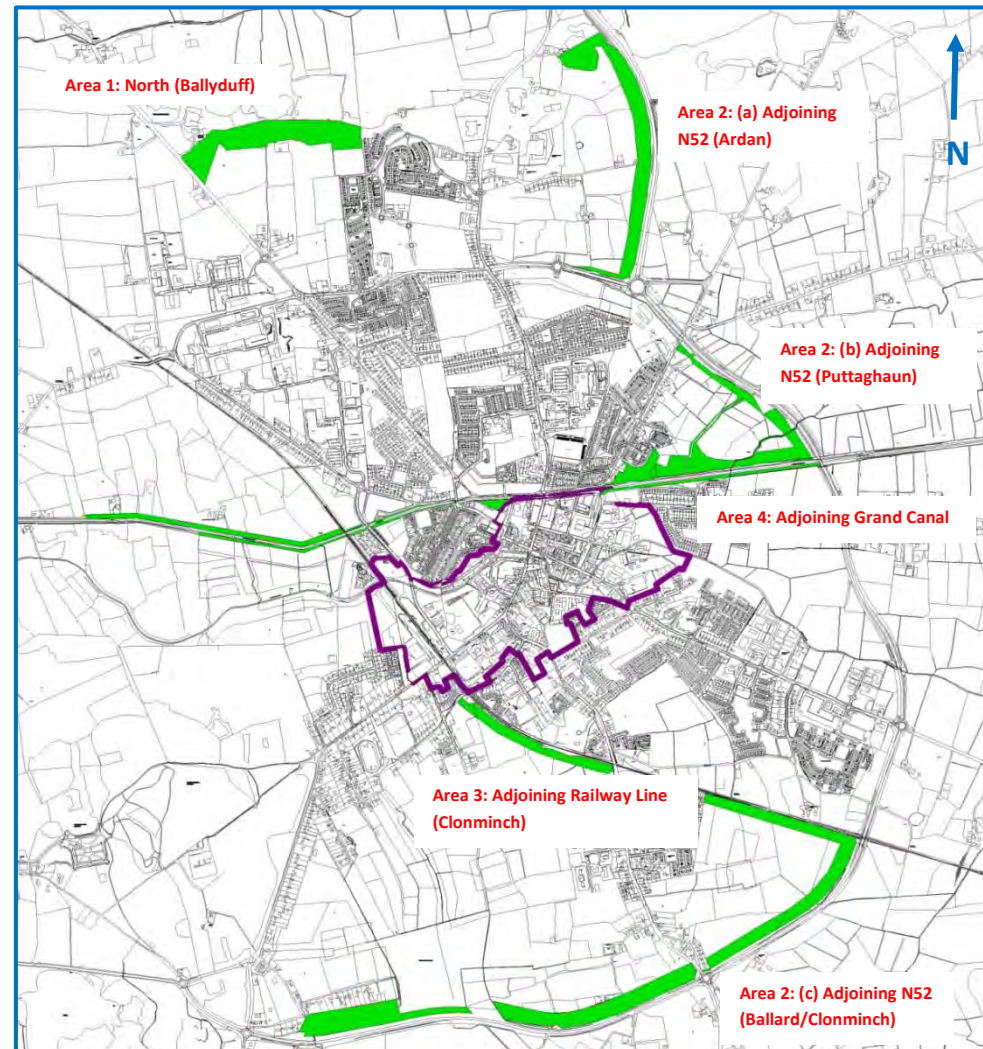 Area 1: North (Ballyduff)
Area 2: (a) Adjoining
N52 (Ardan)
N
Area 2: (b) Adjoining
N52 (Puttaghaun)
Area 4: Adjoining Grand Canal
Area 3: Adjoining Railway Line
(Clonminch)
Area 2: (c) Adjoining N52
(Ballard/Clonminch)